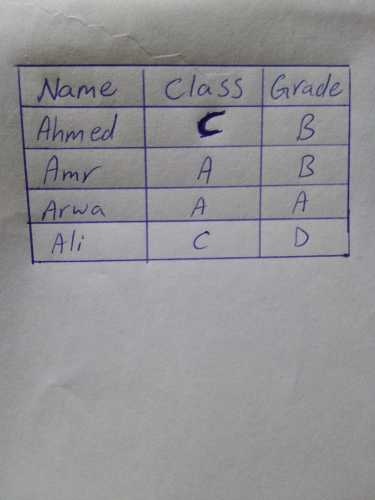 Name Class Grade
Ahmed C B
Amr A B
Arwa A A
Ali C D